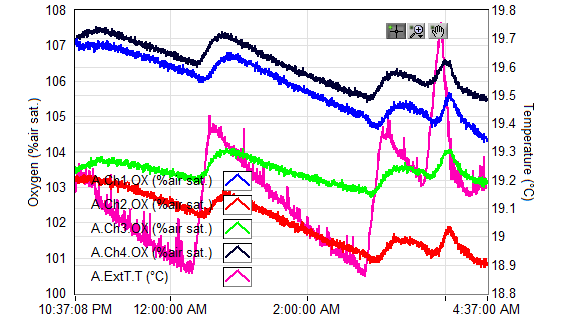 108
107
106
105
104
103
102
101
100
Oxygen (%air sat.)
19.8
19.7
19.6
19.5
19.4
19.3
19.2
19.1
19
18.9
18.8
Temperature (°C)
A.Ch1.OX (%air sat.)
A.Ch2.OX (%air sat.)
A.Ch3.OX (%air sat.)
A.Ch4.OX (%air sat.)
A.ExtT.T (°C)
10:37:08 PM
12:00:00 AM
2:00:00 AM
4:37:00 AM